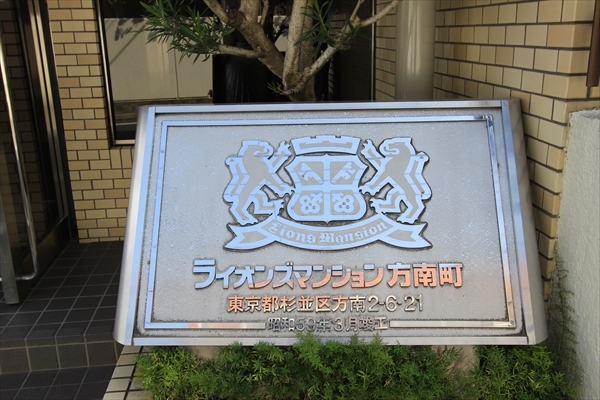 Lions Mansion
ライオンズマンション方南町
東京都杉並区方南2-6-21
昭和59年3月竣工